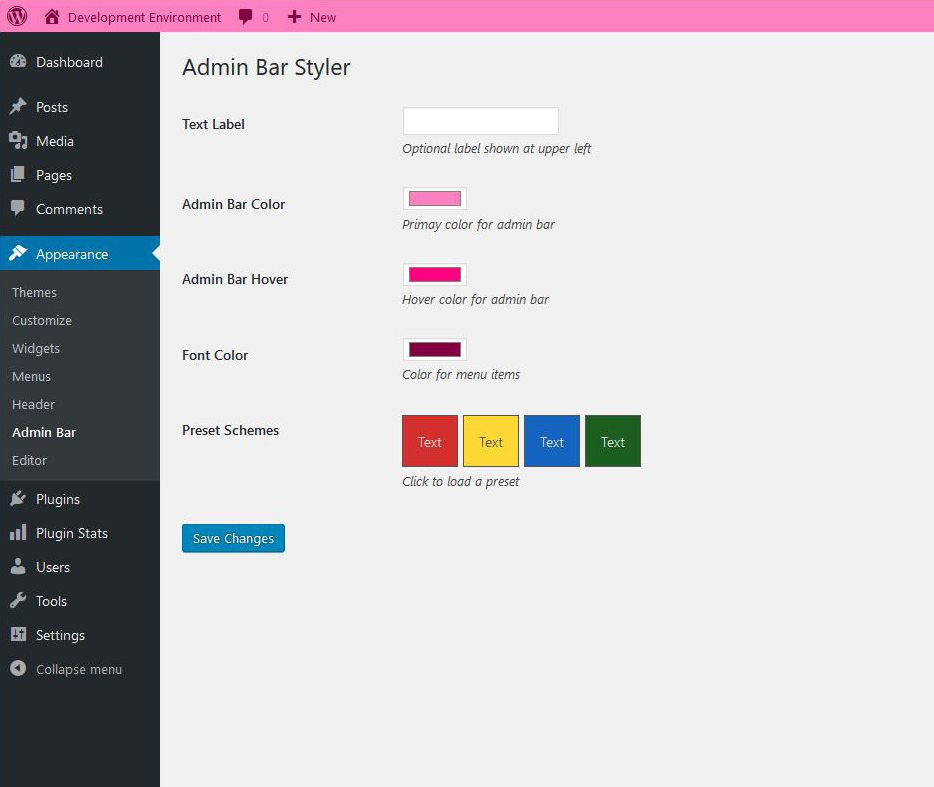 Development Environment 0 New
Dashboard
Posts
Media
Pages
Comments
Appearance
Themes
Customize
Widgets
Menus
Header
Admin Bar
Editor
Plugins
Plugin Stats
Users
Tools
Settings
Collapse menu
Admin Bar Styler
Text Label
Optional label shown at upper left
Admin Bar Color
Primay color for admin bar
Admin Bar Hover
Hover color for admin bar
Font Color
Color for menu items
Preset Schemes
Text Text Text Text
Click to load a preset
Save Changes